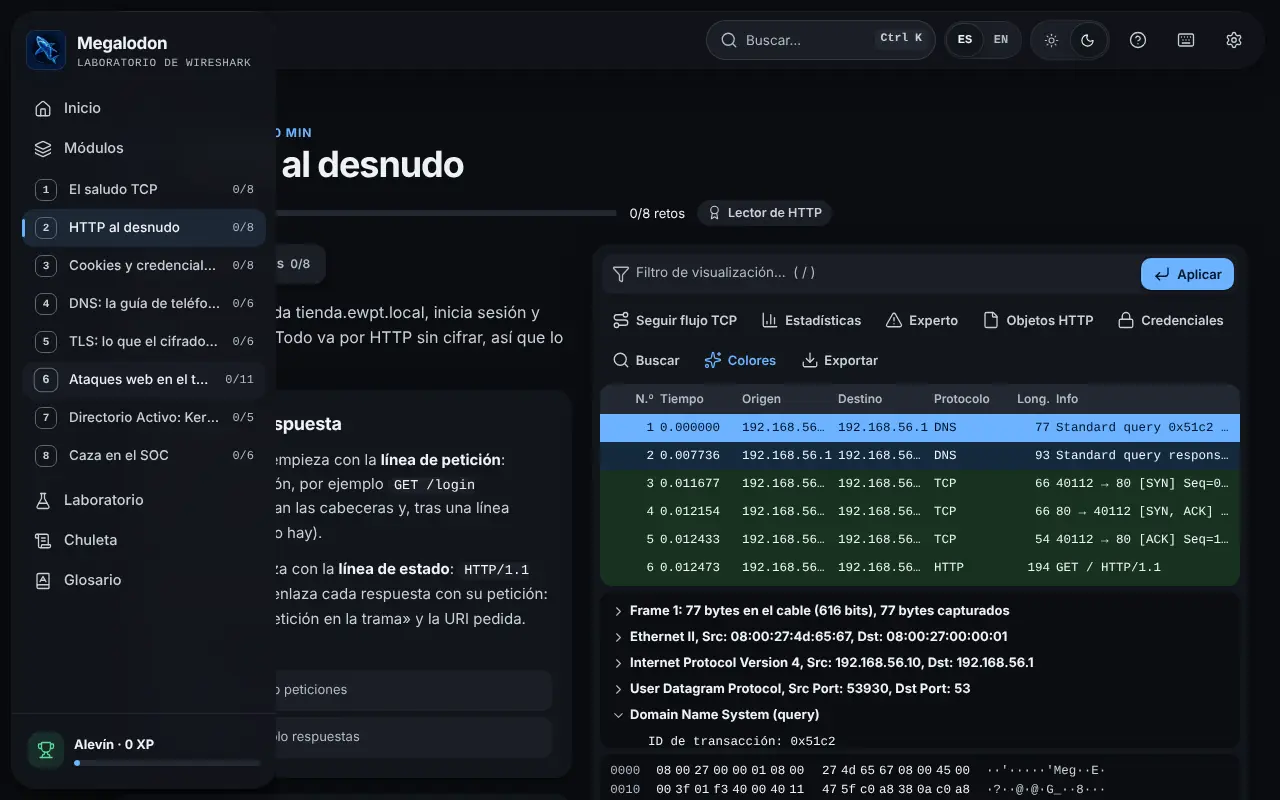 Megalodon
LABORATORIO DE WIRESHARK
Buscar...
Ctrl K
ES
EN
Inicio
Módulos
1 El saludo TCP 0/8
2 HTTP al desnudo 0/8
3 Cookies y credencial... 0/8
4 DNS: la guía de teléfo... 0/6
5 TLS: lo que el cifrado... 0/6
6 Ataques web en el t... 0/11
7 Directorio Activo: Ker... 0/5
8 Caza en el SOC 0/6
Laboratorio
Chuleta
Glosario
Alevín · 0 XP
0 MIN
al desnudo
0/8 retos
Lector de HTTP
s 0/8
da tienda.ewpt.local, inicia sesión y
Todo va por HTTP sin cifrar, así que lo
spuesta
empieza con la línea de petición:
ón, por ejemplo GET /login
an las cabeceras y, tras una línea
o hay).
za con la línea de estado: HTTP/1.1
enlaza cada respuesta con su petición:
etición en la trama» y la URI pedida.
o peticiones
olo respuestas
Filtro de visualización... ( / )
Aplicar
Seguir flujo TCP
Estadísticas
Experto
Objetos HTTP
Credenciales
Buscar
Colores
Exportar
N.º Tiempo Origen Destino Protocolo Long. Info
1 0.000000 192.168.56… 192.168.56.1 DNS 77 Standard query 0x51c2 …
2 0.007736 192.168.56.1 192.168.56… DNS 93 Standard query respons…
3 0.011677 192.168.56… 192.168.56… TCP 66 40112 → 80 [SYN] Seq=0…
4 0.012154 192.168.56… 192.168.56… TCP 66 80 → 40112 [SYN, ACK] …
5 0.012433 192.168.56… 192.168.56… TCP 54 40112 → 80 [ACK] Seq=1…
6 0.012473 192.168.56… 192.168.56… HTTP 194 GET / HTTP/1.1
Frame 1: 77 bytes en el cable (616 bits), 77 bytes capturados
Ethernet II, Src: 08:00:27:4d:65:67, Dst: 08:00:27:00:00:01
Internet Protocol Version 4, Src: 192.168.56.10, Dst: 192.168.56.1
User Datagram Protocol, Src Port: 53930, Dst Port: 53
Domain Name System (query)
ID de transacción: 0x51c2
0000 08 00 27 00 00 01 08 00 27 4d 65 67 08 00 45 00 ··'·····'Meg··E·
0010 00 3f 01 f3 40 00 40 11 47 5f c0 a8 38 0a c0 a8 ·?··@·@·G_··8···